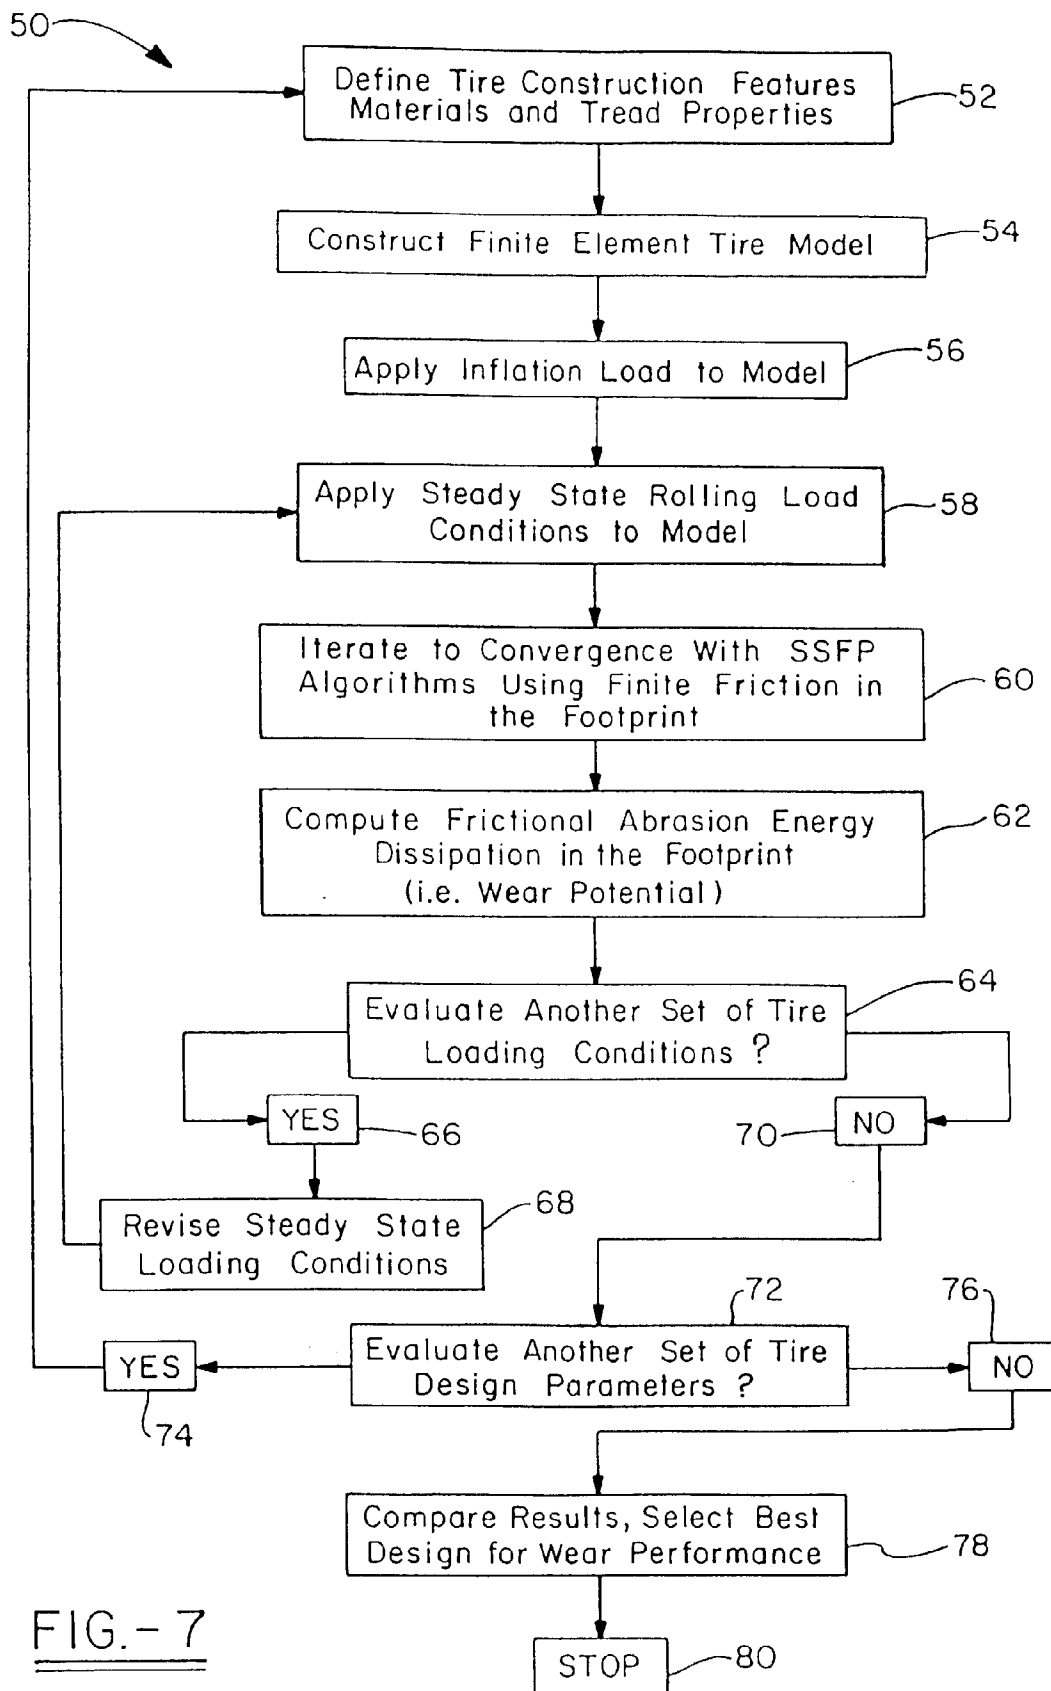 50
Define Tire Construction Features
Materials and Tread Properties
52
Construct Finite Element Tire Model
54
56
Apply Inflation Load to Model
Apply Steady State Rolling Load
Conditions to Model
58
Iterate to Convergence With SSFP
Algorithms Using Finite Friction in
the Footprint
60
Compute Frictional Abrasion Energy
Dissipation in the Footprint
(i.e. Wear Potential)
62
64
Evaluate Another Set of Tire
Loading Conditions ?
YES
66
70
NO
68
Revise Steady State
Loading Conditions
72
76
Evaluate Another Set of Tire
Design Parameters ?
YES
NO
74
Compare Results, Select Best
Design for Wear Performance
78
FIG.-7
STOP
80